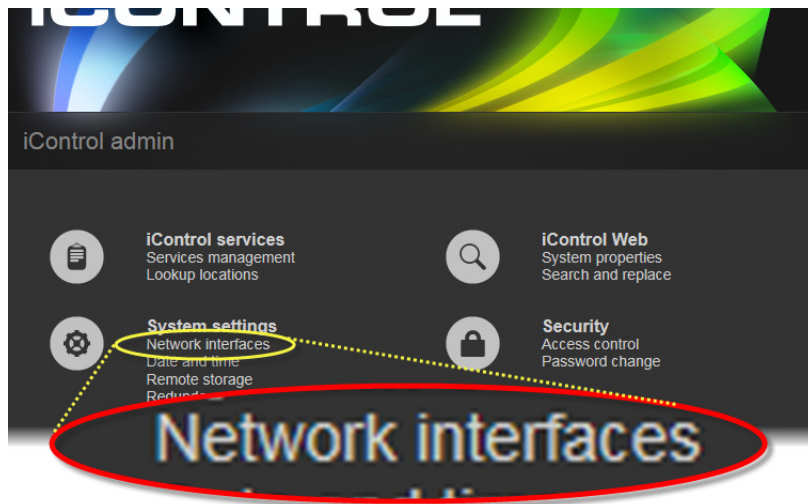 iCONTROL
iControl admin
iControl services
Services management
Lookup locations
iControl Web
System properties
Search and replace
System settings
Network interfaces
Date and time
Remote storage
Security
Access control
Password change
Network interfaces